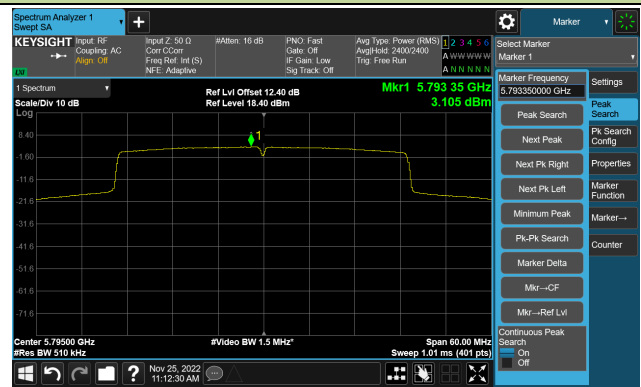 Spectrum Analyzer 1
Swept SA
+
Marker
KEYSIGHT
Input: RF
Coupling: AC
Align: Off
Input Z: 50 Ω
Corr CCorr
Freq Ref: Int (S)
NFE: Adaptive
#Atten: 16 dB
PNO: Fast
Gate: Off
IF Gain: Low
Sig Track: Off
Avg Type: Power (RMS)
Avg|Hold: 2400/2400
Trig: Free Run
1 2 3 4 5 6
A W W W W W
A N N N N N
LXI
Select Marker
Marker 1
1 Spectrum
Scale/Div 10 dB
Log
Ref Lvl Offset 12.40 dB
Ref Level 18.40 dBm
Mkr1 5.793 35 GHz
3.105 dBm
8.40
-1.60
-11.6
-21.6
-31.6
-41.6
-51.6
-61.6
-71.6
1
Center 5.79500 GHz
#Res BW 510 kHz
#Video BW 1.5 MHz*
Span 60.00 MHz
Sweep 1.01 ms (401 pts)
Marker Frequency
5.793350000 GHz
Peak Search
Next Peak
Next Pk Right
Next Pk Left
Minimum Peak
Pk-Pk Search
Marker Delta
Mkr→CF
Mkr→Ref Lvl
Continuous Peak
Search
On
Off
Settings
Peak
Search
Pk Search
Config
Properties
Marker
Function
Marker→
Counter
?
Nov 25, 2022
11:12:30 AM